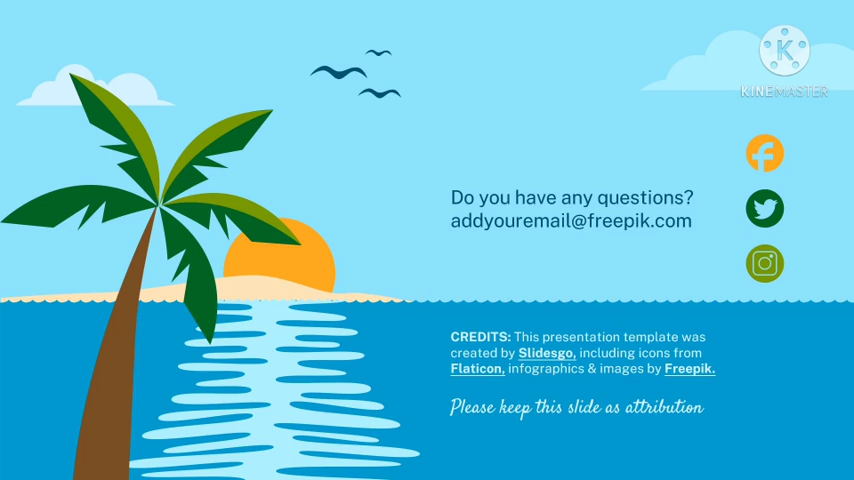 K
KINEMASTER
Do you have any questions?
addyouremail@freepik.com
CREDITS: This presentation template was
created by Slidesgo, including icons from
Flaticon, infographics & images by Freepik.
Please keep this slide as attribution